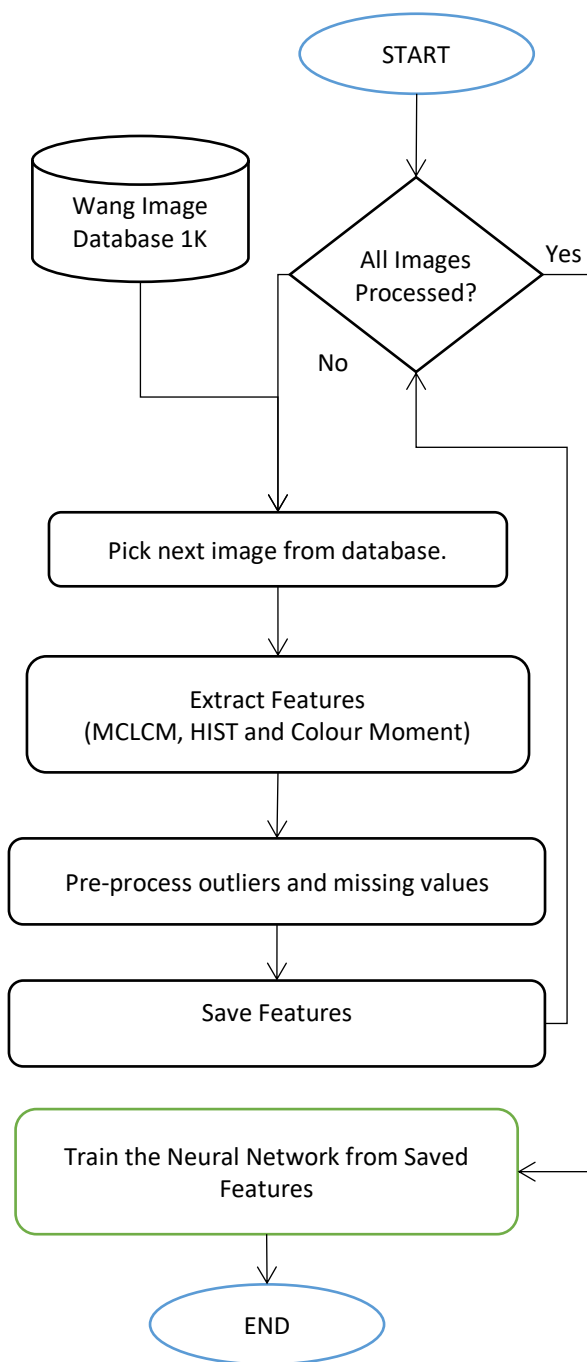 START
Wang Image
Database 1K
All Images
Processed?
Yes
No
Pick next image from database.
Extract Features
(MCLCM, HIST and Colour Moment)
Pre-process outliers and missing values
Save Features
Train the Neural Network from Saved
Features
END